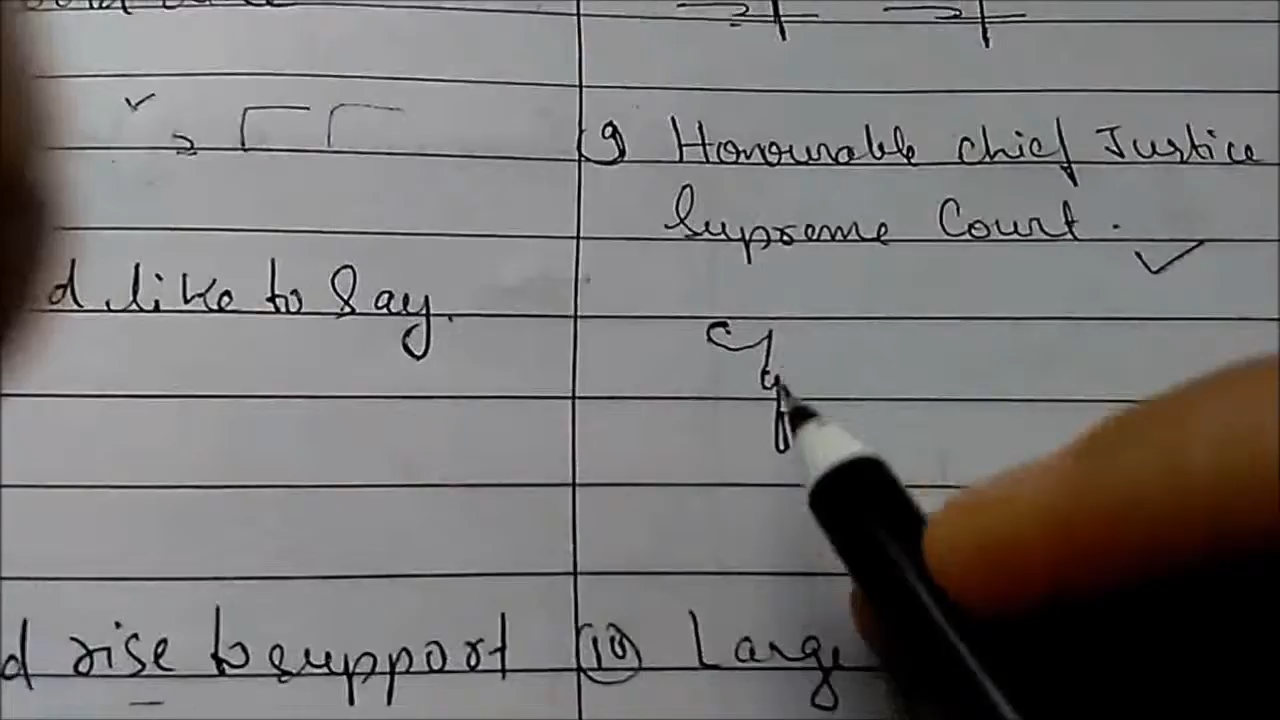 d like to Say.
d rise to support
9) Honourable Chief Justice
Supreme Court.
10) Large